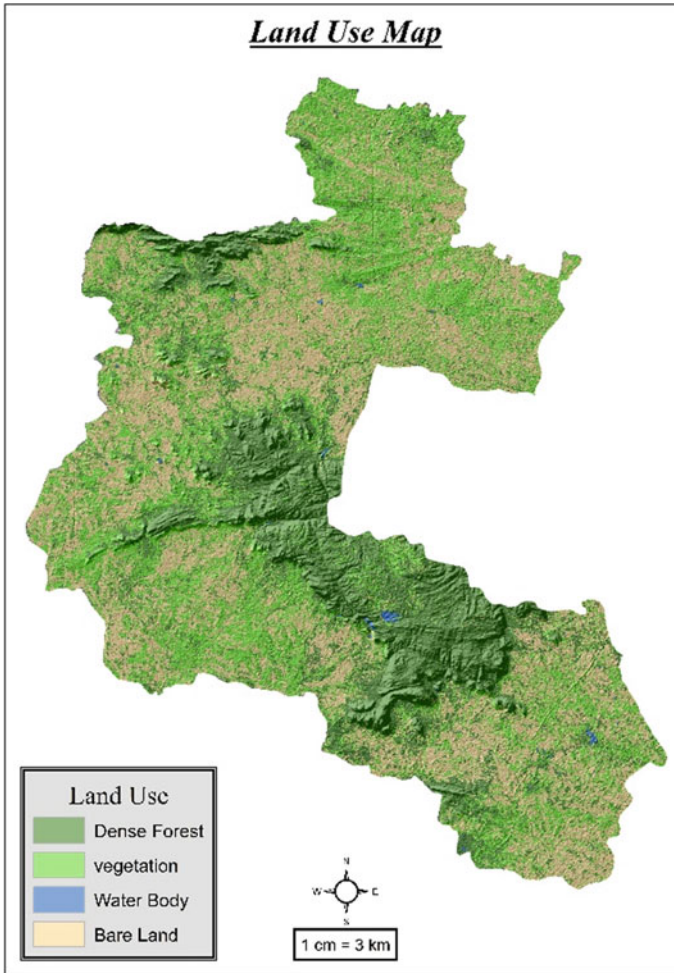 Land Use Map
Land Use
Dense Forest
vegetation
Water Body
Bare Land
N
W E
S
1 cm = 3 km